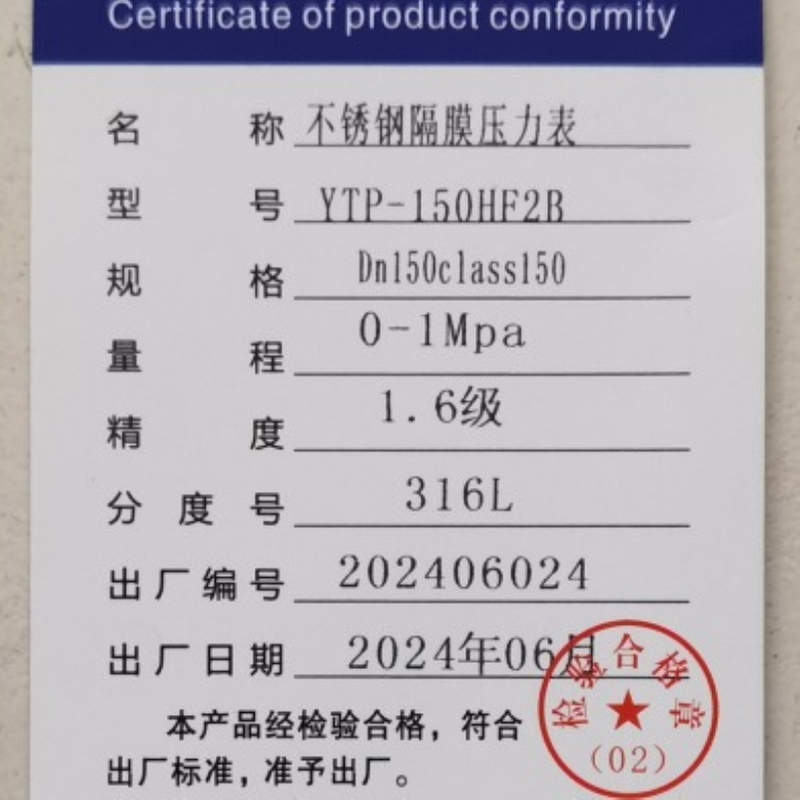 Certificate of product conformity
名称 不锈钢隔膜压力表
型号 YTP-150HF2B
规格 Dn150class150
量程 0-1Mpa
精度 1.6级
分度号 316L
出厂编号 202406024
出厂日期 2024年06月
检验合格章
(02)
本产品经检验合格，符合
出厂标准，准予出厂。